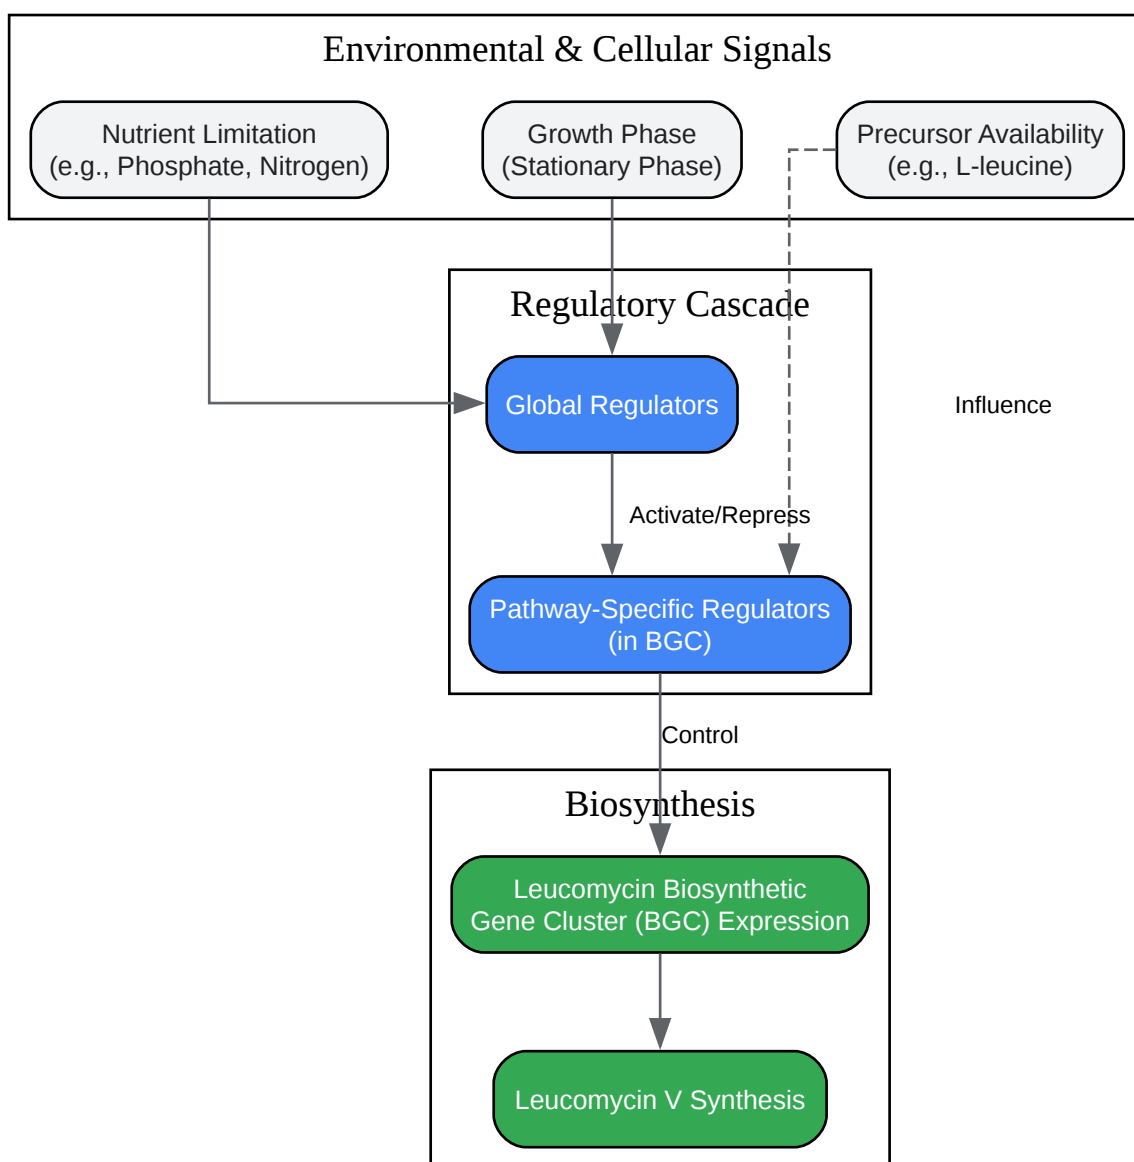 Environmental & Cellular Signals
Nutrient Limitation
(e.g., Phosphate, Nitrogen)
Growth Phase
(Stationary Phase)
Precursor Availability
(e.g., L-leucine)
Regulatory Cascade
Global Regulators
Influence
Activate/Repress
Pathway-Specific Regulators
(in BGC)
Control
Biosynthesis
Leucomycin Biosynthetic
Gene Cluster (BGC) Expression
Leucomycin V Synthesis